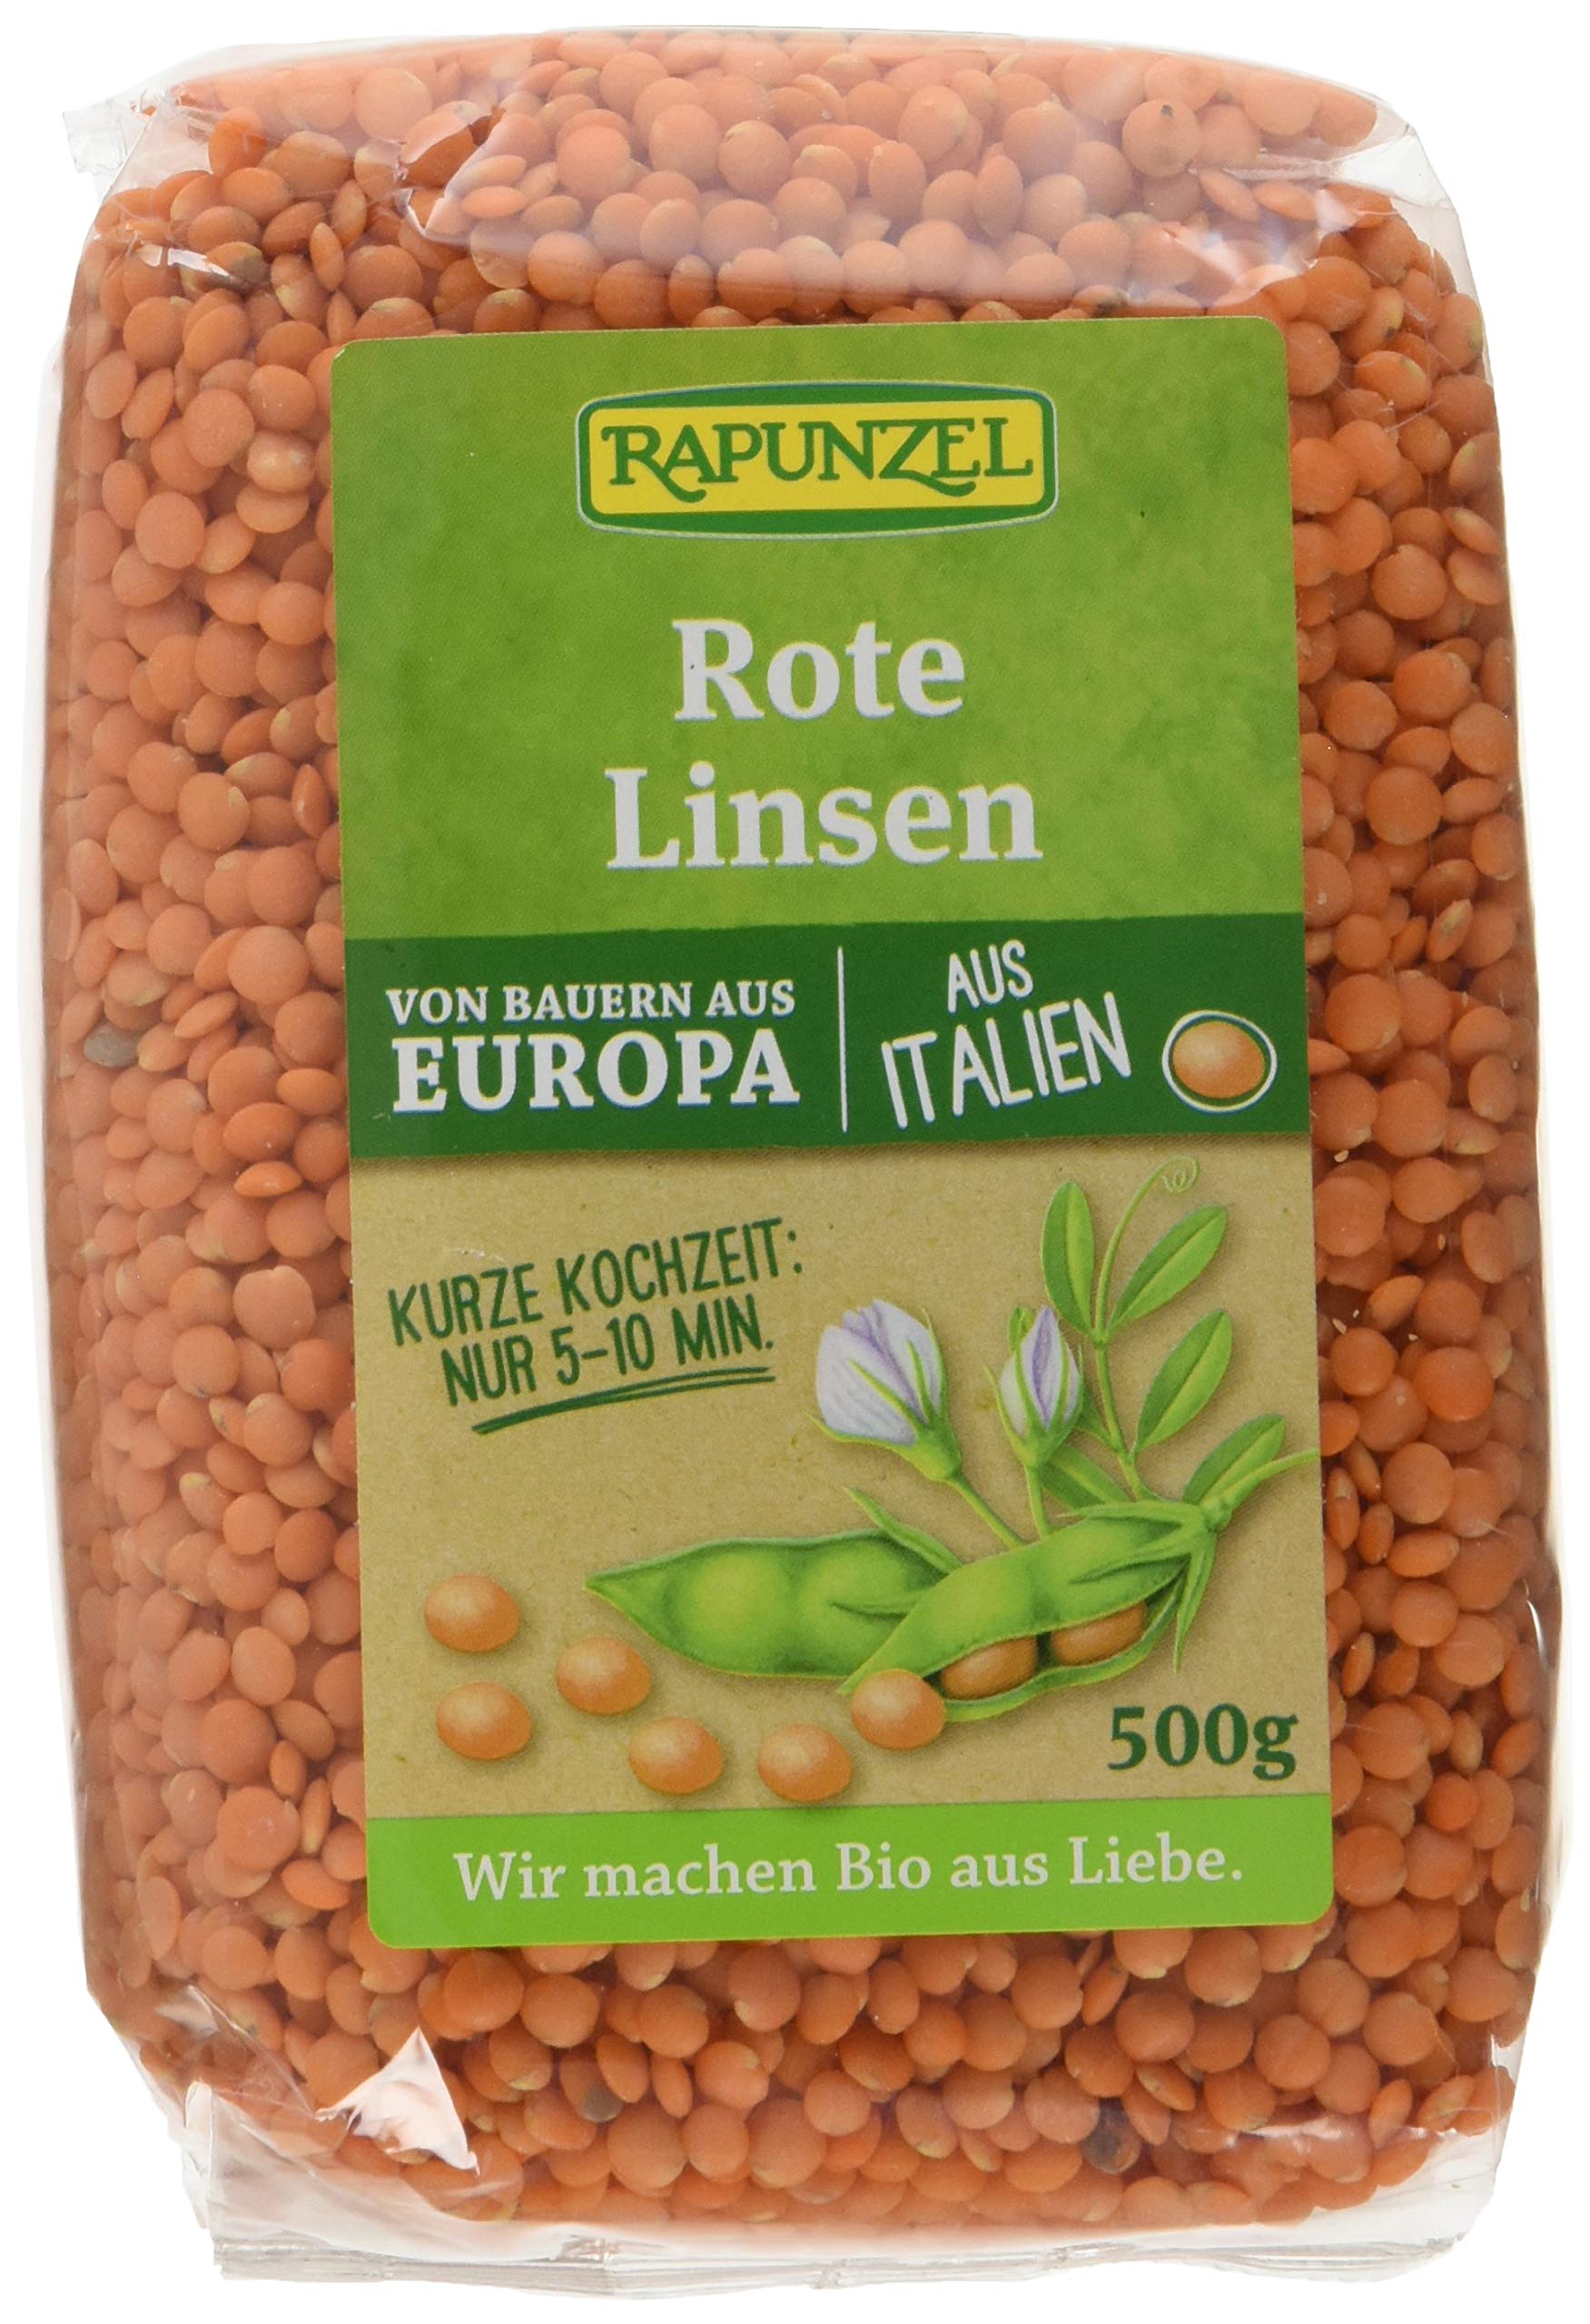 RAPUNZEL
Rote
Linsen
VON BAUERN AUS
EUROPA
AUS
ITALIEN
KURZE KOCHZEIT:
NUR 5-10 MIN.
500g
Wir machen Bio aus Liebe.